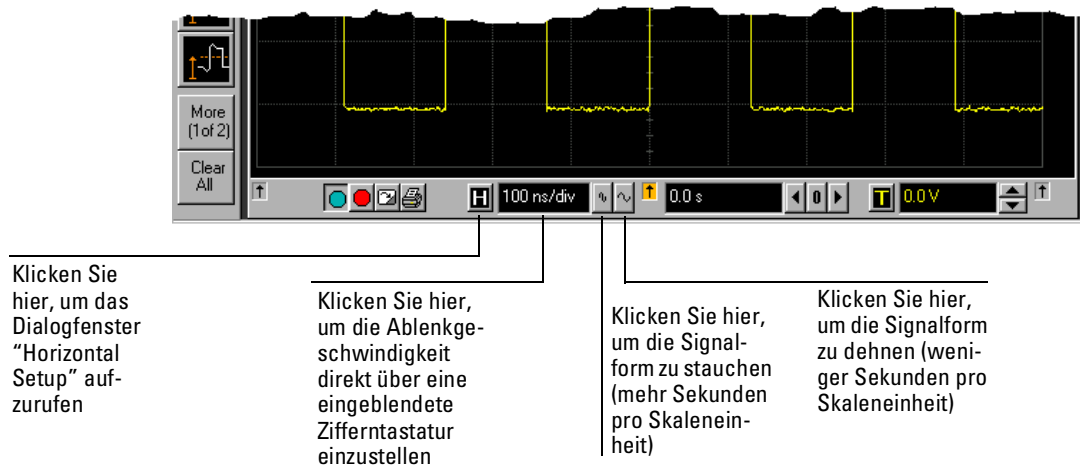 More
(1of 2)
Clear
All
H
100 ns/div
0.0 s
0
T
0.0 V
Klicken Sie
hier, um das
Dialogfenster
“Horizontal
Setup” auf-
zurufen
Klicken Sie hier,
um die Ablenkge-
schwindigkeit
direkt über eine
eingeblendete
Zifferntastatur
einzustellen
Klicken Sie hier,
um die Signal-
form zu stauchen
(mehr Sekunden
pro Skalenein-
heit)
Klicken Sie hier,
um die Signalform
zu dehnen (weni-
ger Sekunden pro
Skaleneinheit)